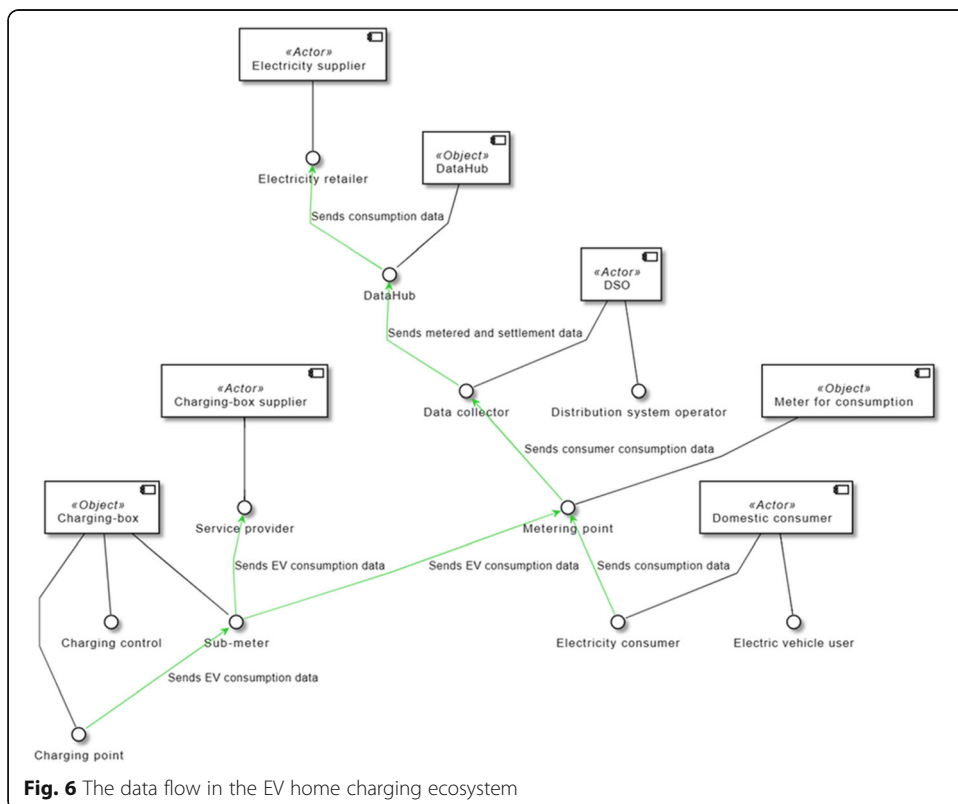 «Actor»
Electricity supplier
Electricity retailer
«Object»
DataHub
Sends consumption data
DataHub
«Actor»
DSO
Sends metered and settlement data
«Actor»
Charging-box supplier
Data collector
Distribution system operator
«Object»
Meter for consumption
Sends consumer consumption data
«Object»
Charging-box
Service provider
Metering point
«Actor»
Domestic consumer
Sends EV consumption data
Sends EV consumption data
Sends consumption data
Charging control
Sub-meter
Electricity consumer
Electric vehicle user
Sends EV consumption data
Charging point
Fig. 6 The data flow in the EV home charging ecosystem